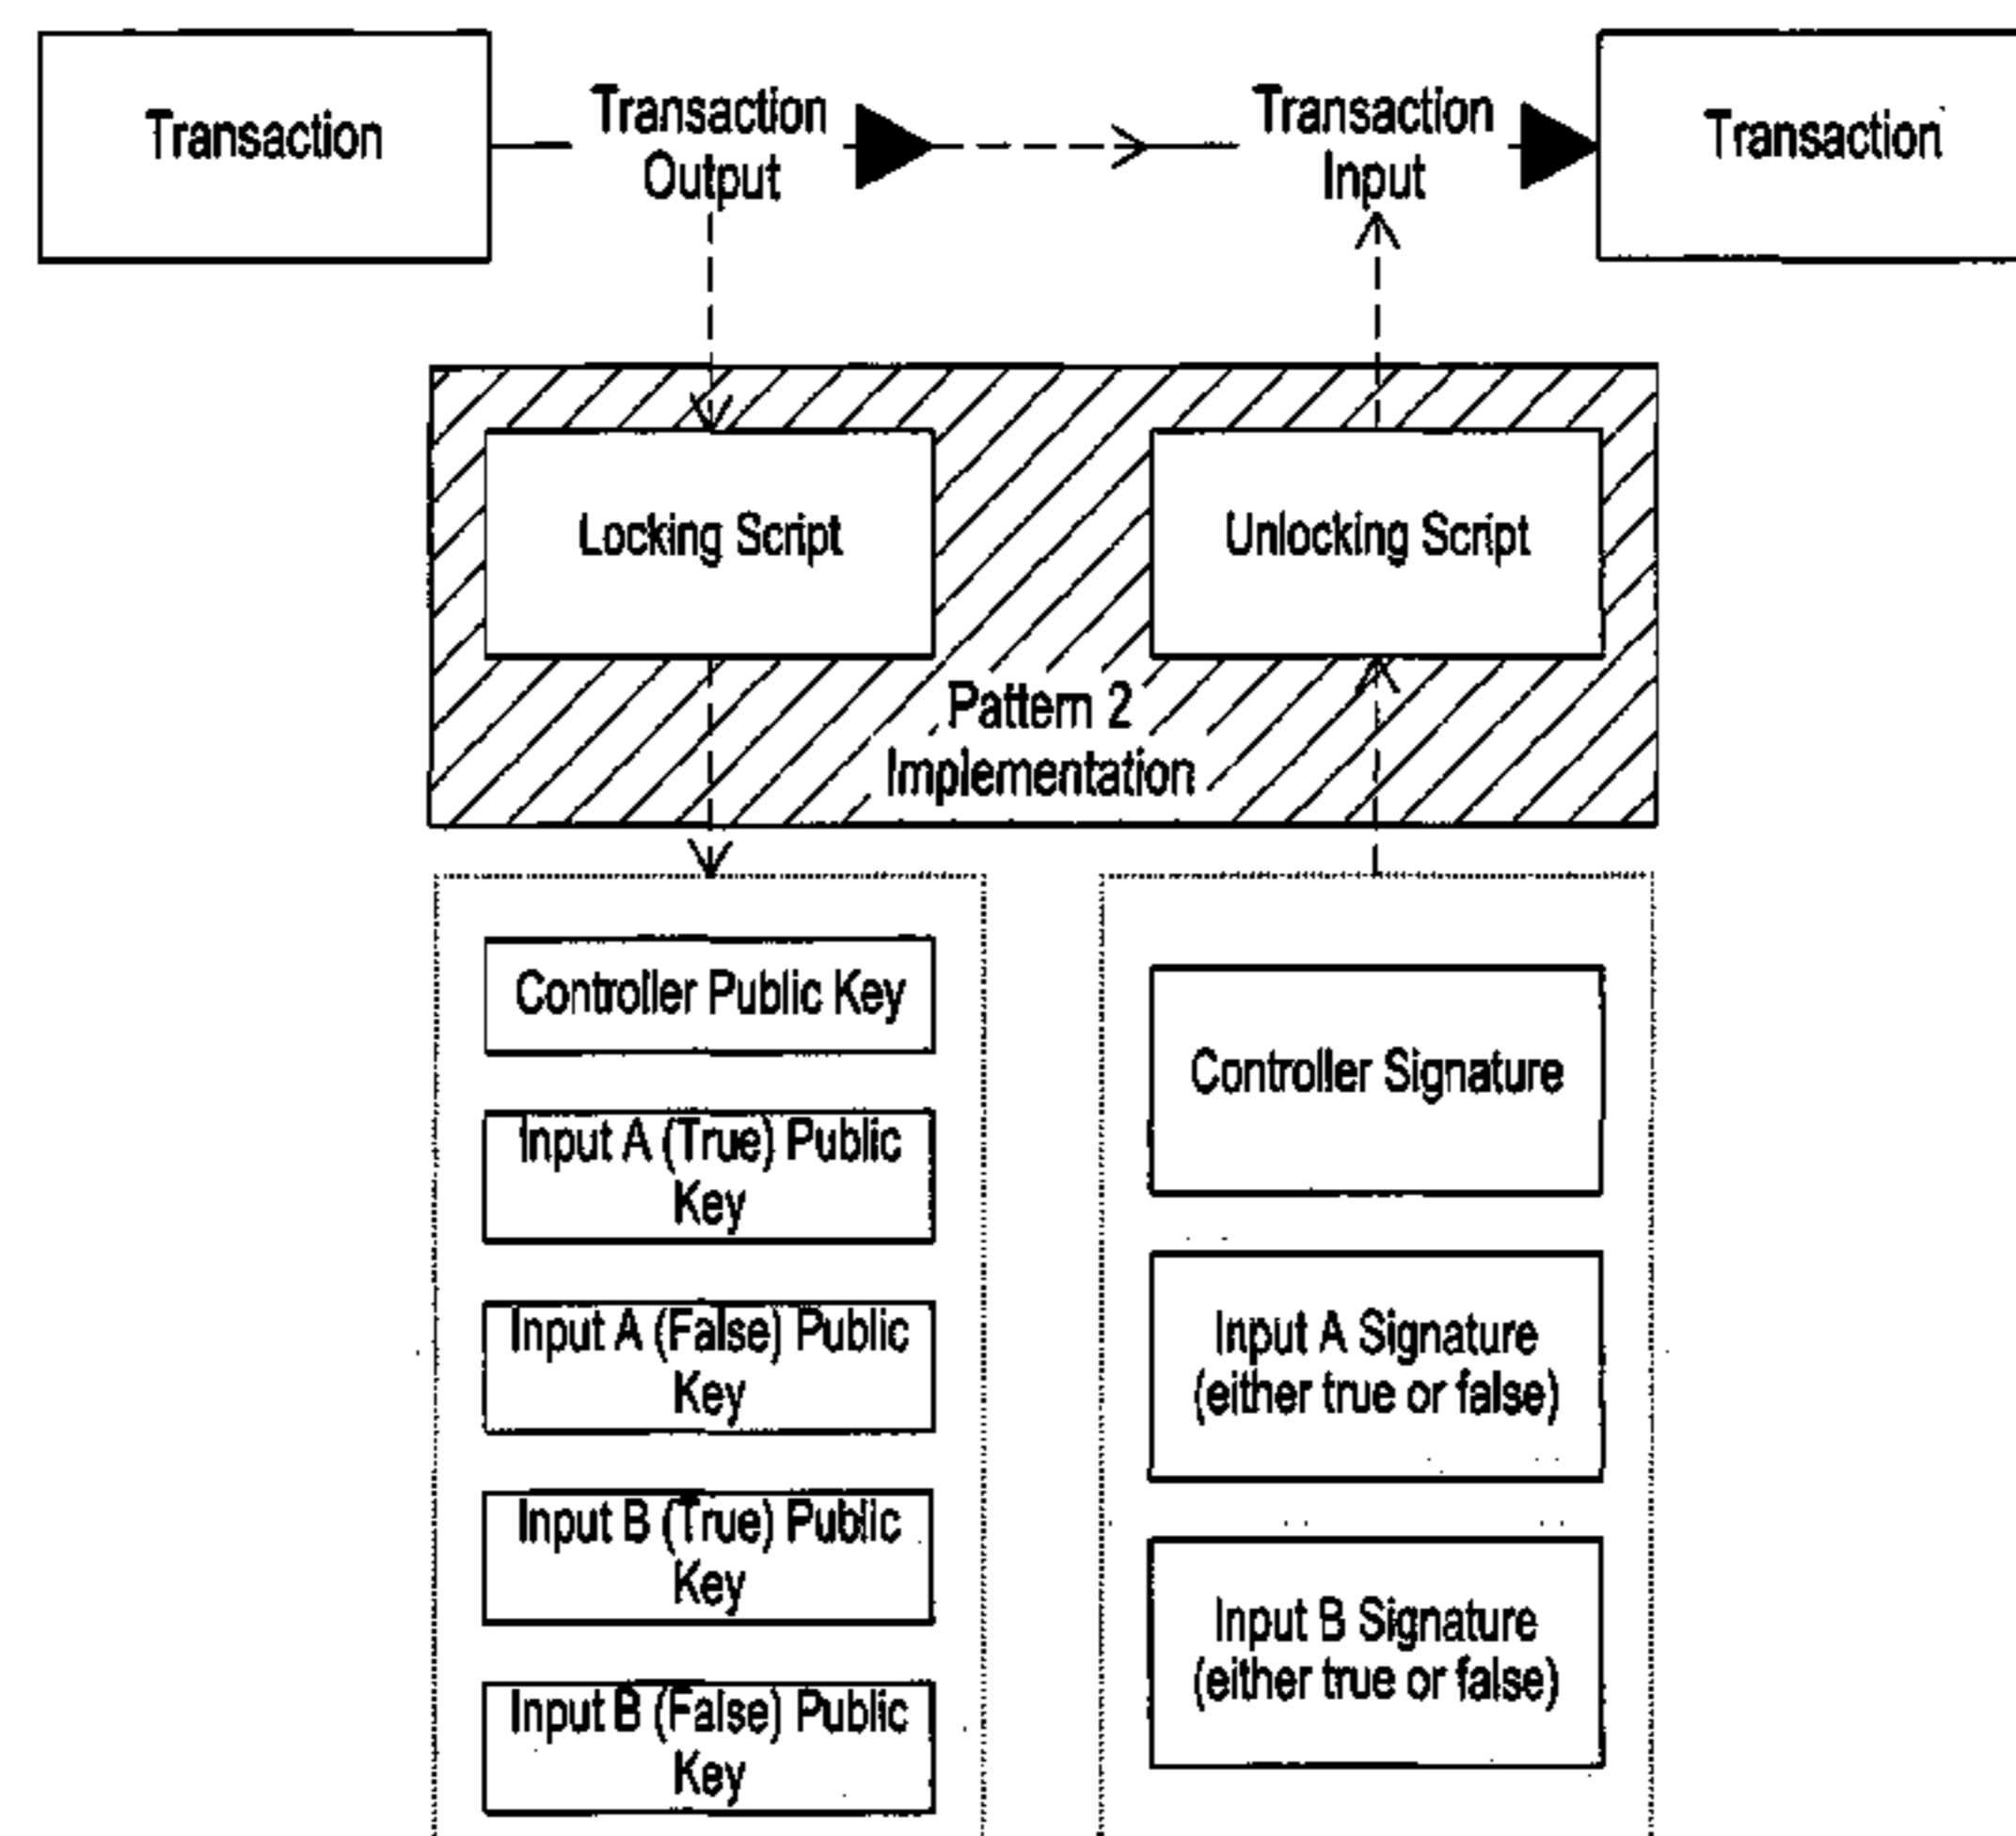 Transaction
Transaction
Output
Transaction
Input
Transaction
Locking Script
Unlocking Script
Pattern 2
Implementation
Controller Public Key
Input A (True) Public
Key
Input A (False) Public
Key
Input B (True) Public
Key
Input B (False) Public
Key
Controller Signature
Input A Signature
(either true or false)
Input B Signature
(either true or false)